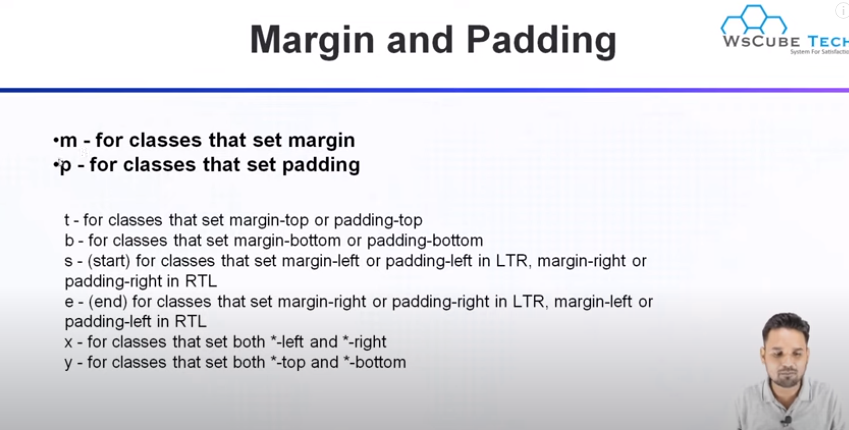 Margin and Padding
WSCUBE TECH
System For Satisfaction
•m - for classes that set margin
•p - for classes that set padding
t - for classes that set margin-top or padding-top
b - for classes that set margin-bottom or padding-bottom
s - (start) for classes that set margin-left or padding-left in LTR, margin-right or
padding-right in RTL
e - (end) for classes that set margin-right or padding-right in LTR, margin-left or
padding-left in RTL
x - for classes that set both *-left and *-right
y - for classes that set both *-top and *-bottom